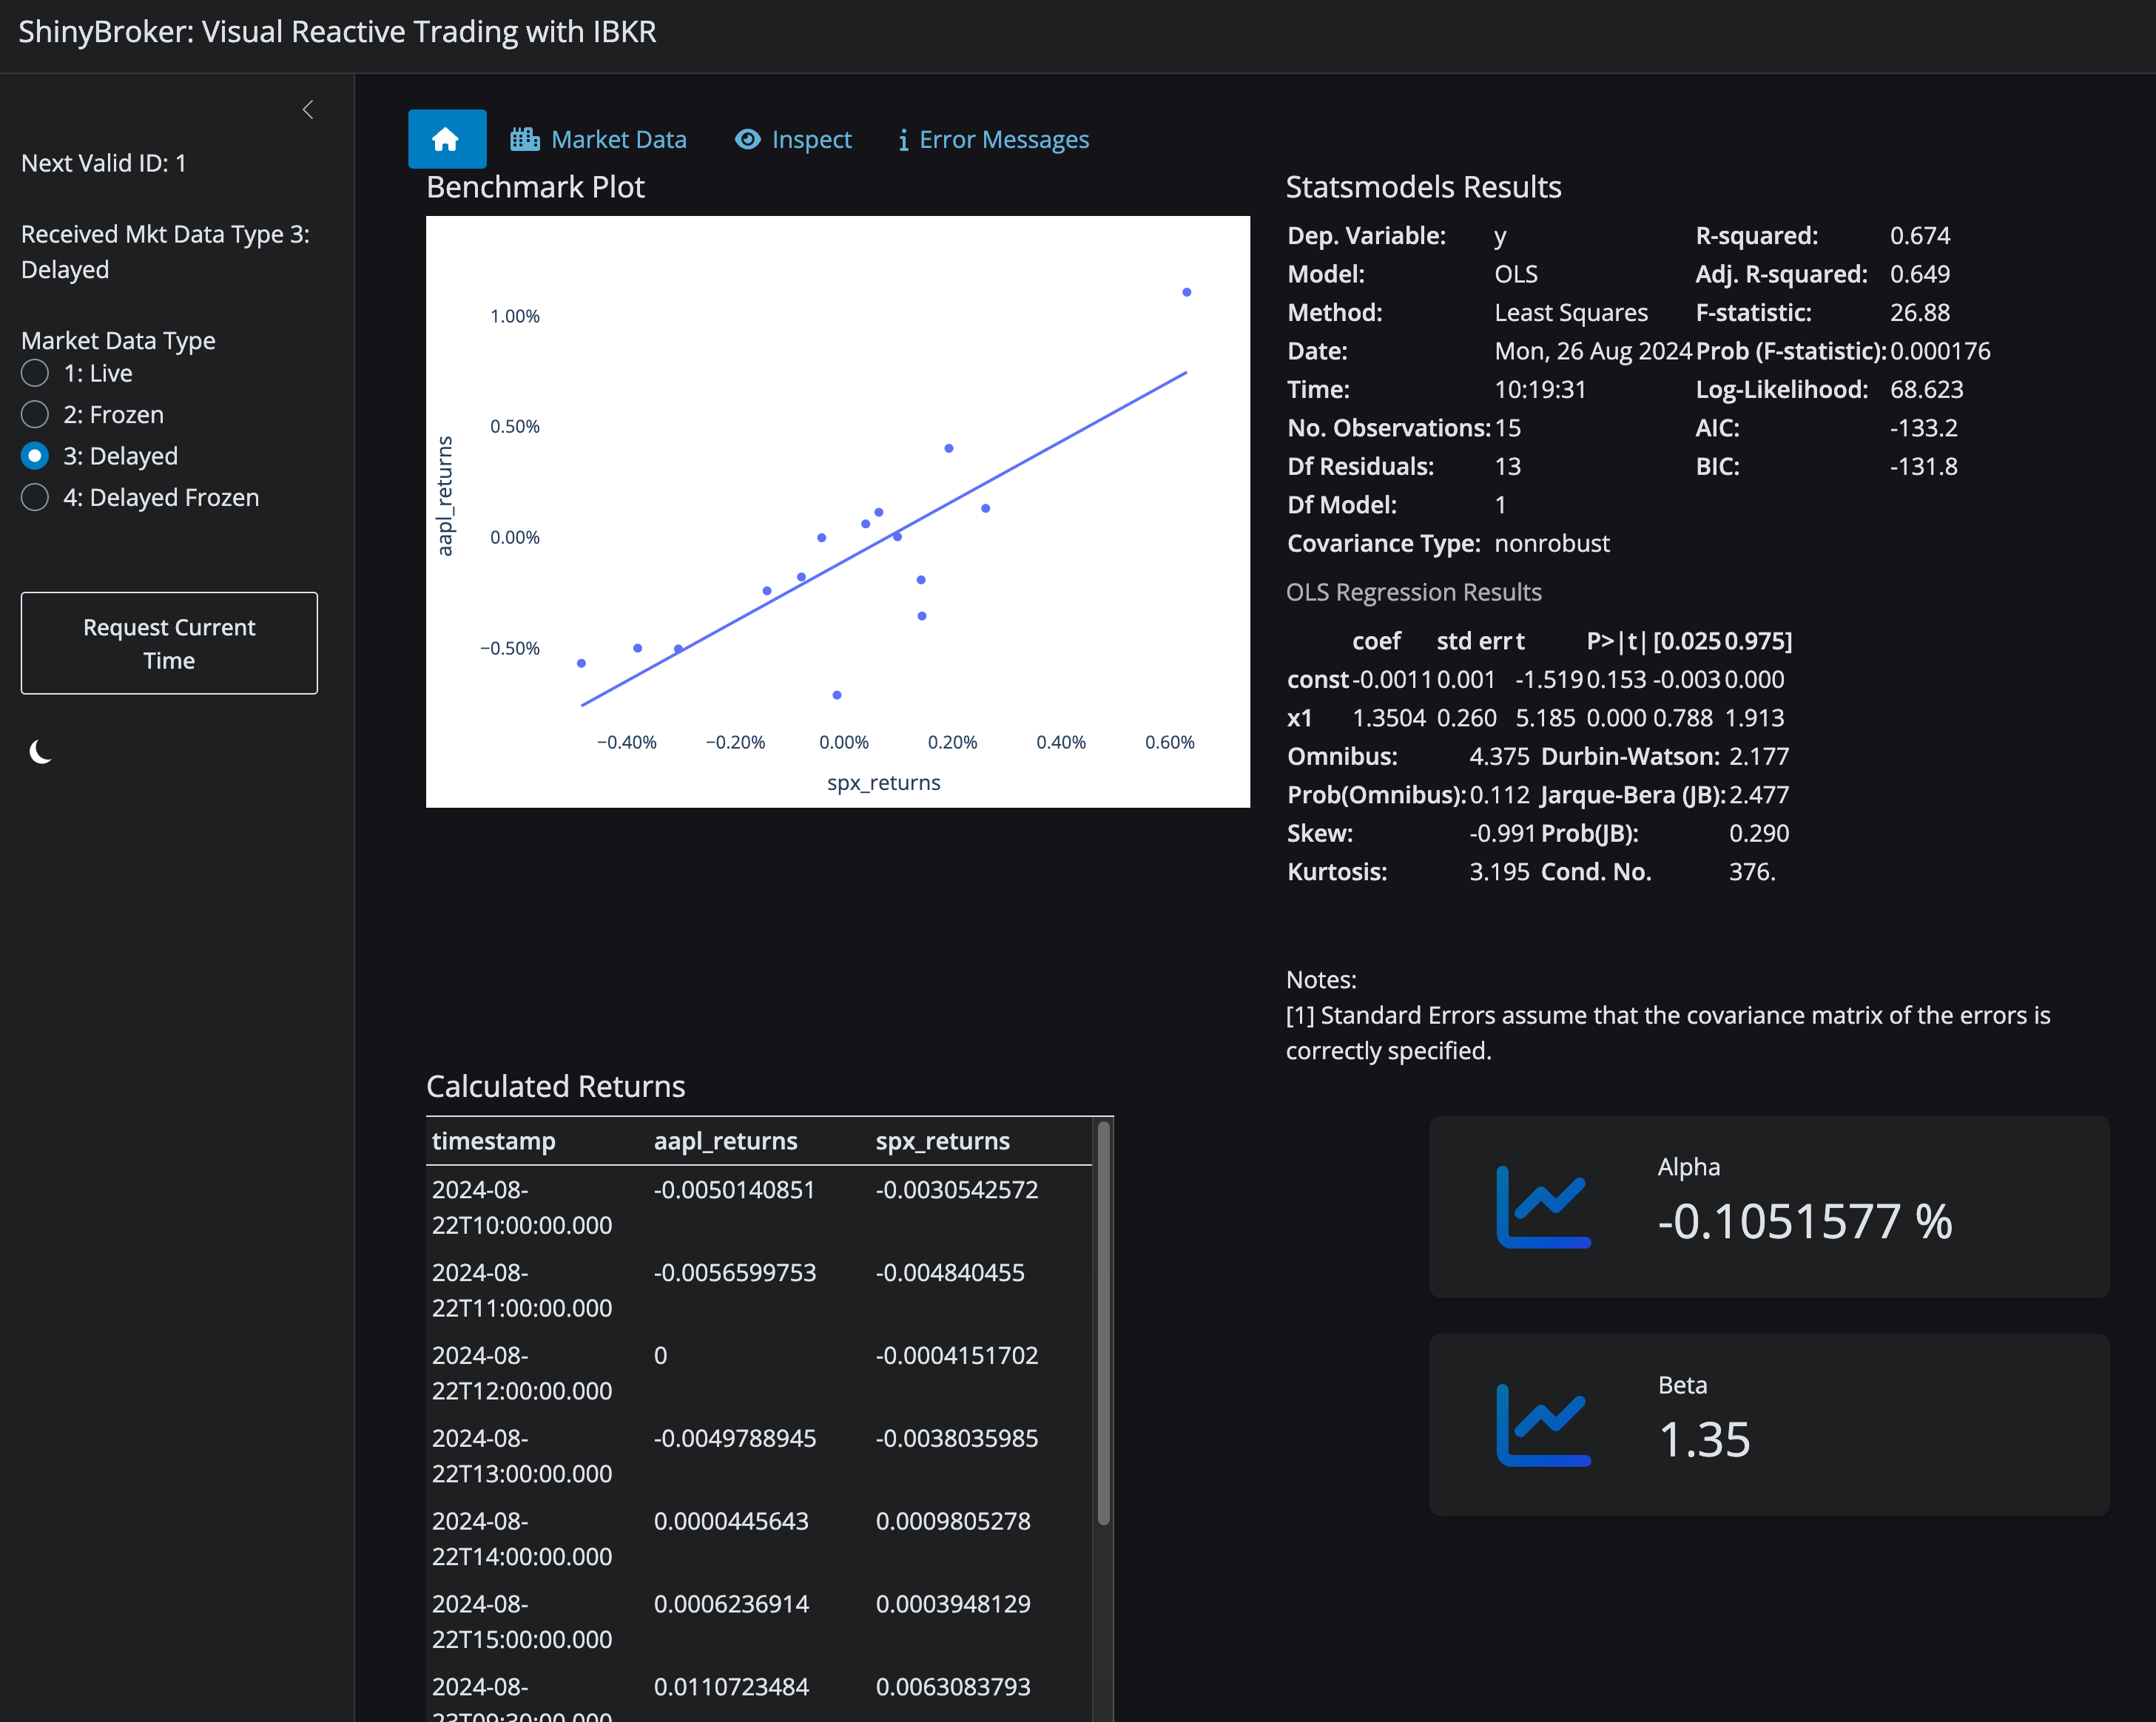 ShinyBroker: Visual Reactive Trading with IBKR
Next Valid ID: 1
Received Mkt Data Type 3:
Delayed
Market Data Type
1: Live
2: Frozen
3: Delayed
4: Delayed Frozen
Request Current
Time
Market Data
Inspect
Error Messages
Benchmark Plot
1.00%
0.50%
0.00%
−0.50%
aapl_returns
−0.40% −0.20% 0.00% 0.20% 0.40% 0.60%
spx_returns
Statsmodels Results
Dep. Variable: y R-squared: 0.674
Model: OLS Adj. R-squared: 0.649
Method: Least Squares F-statistic: 26.88
Date: Mon, 26 Aug 2024 Prob (F-statistic): 0.000176
Time: 10:19:31 Log-Likelihood: 68.623
No. Observations: 15 AIC: -133.2
Df Residuals: 13 BIC: -131.8
Df Model: 1
Covariance Type: nonrobust
OLS Regression Results
coef std err t P>|t| [0.025 0.975]
const -0.0011 0.001 -1.519 0.153 -0.003 0.000
x1 1.3504 0.260 5.185 0.000 0.788 1.913
Omnibus: 4.375 Durbin-Watson: 2.177
Prob(Omnibus): 0.112 Jarque-Bera (JB): 2.477
Skew: -0.991 Prob(JB): 0.290
Kurtosis: 3.195 Cond. No. 376.
Notes:
[1] Standard Errors assume that the covariance matrix of the errors is
correctly specified.
Calculated Returns
timestamp aapl_returns spx_returns
2024-08- -0.0050140851 -0.0030542572
22T10:00:00.000
2024-08- -0.0056599753 -0.004840455
22T11:00:00.000
2024-08- 0 -0.0004151702
22T12:00:00.000
2024-08- -0.0049788945 -0.0038035985
22T13:00:00.000
2024-08- 0.0000445643 0.0009805278
22T14:00:00.000
2024-08- 0.0006236914 0.0003948129
22T15:00:00.000
2024-08- 0.0110723484 0.0063083793
23T09:30:00.000
Alpha
-0.1051577 %
Beta
1.35